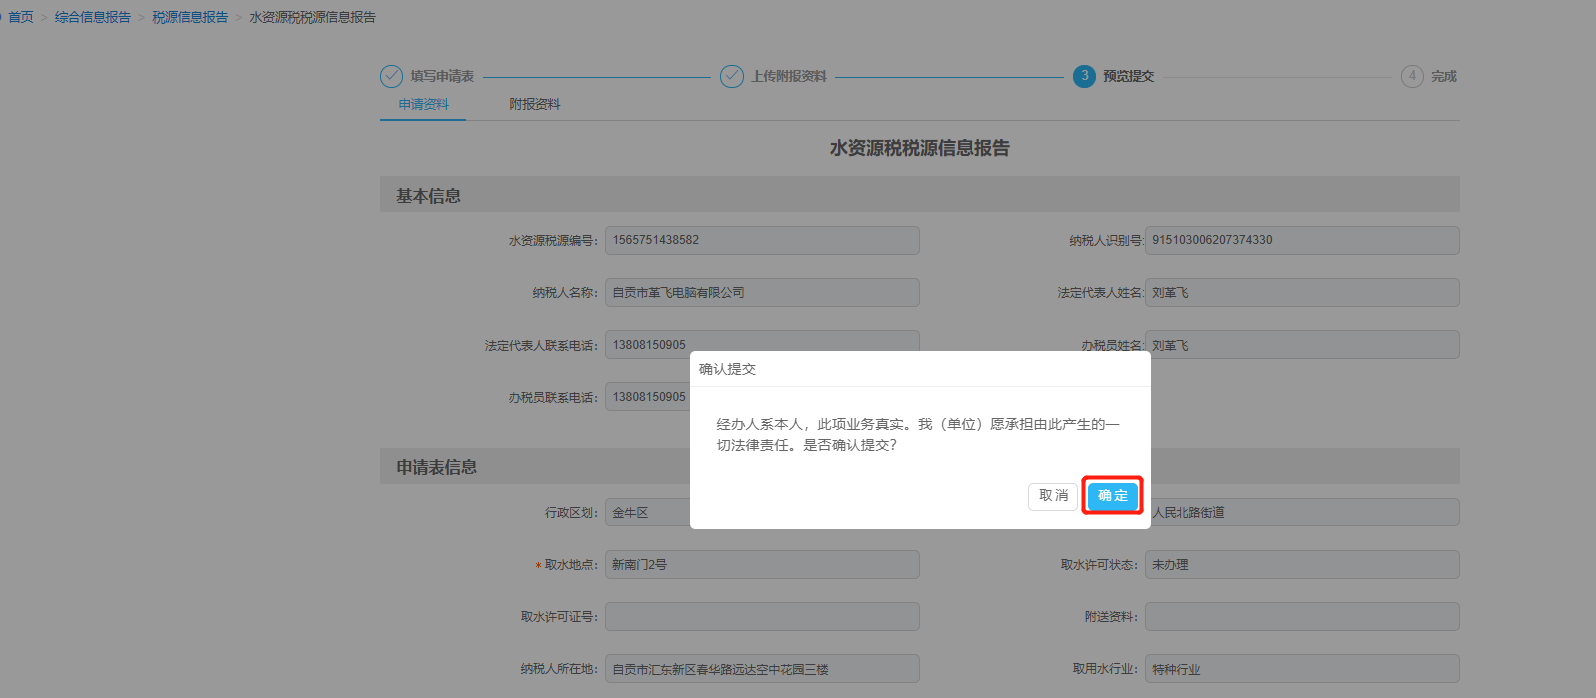 首页 > 综合信息报告 > 税源信息报告 > 水资源税税源信息报告
填写申请表 上传附报资料 3 预览提交 4 完成
申请资料 附报资料
水资源税税源信息报告
基本信息
水资源税源编号: 1565751438582 纳税人识别号: 915103006207374330
纳税人名称: 自贡市革飞电脑有限公司 法定代表人姓名: 刘革飞
法定代表人联系电话: 13808150905 办税员姓名: 刘革飞
办税员联系电话: 13808150905
确认提交
经办人系本人，此项业务真实。我（单位）愿承担由此产生的一
切法律责任。是否确认提交?
取消 确定
申请表信息
行政区划: 金牛区 人民北路街道
* 取水地点: 新南门2号 取水许可状态: 未办理
取水许可证号: 附送资料:
纳税人所在地: 自贡市汇东新区春华路远达空中花园三楼 取用水行业: 特种行业